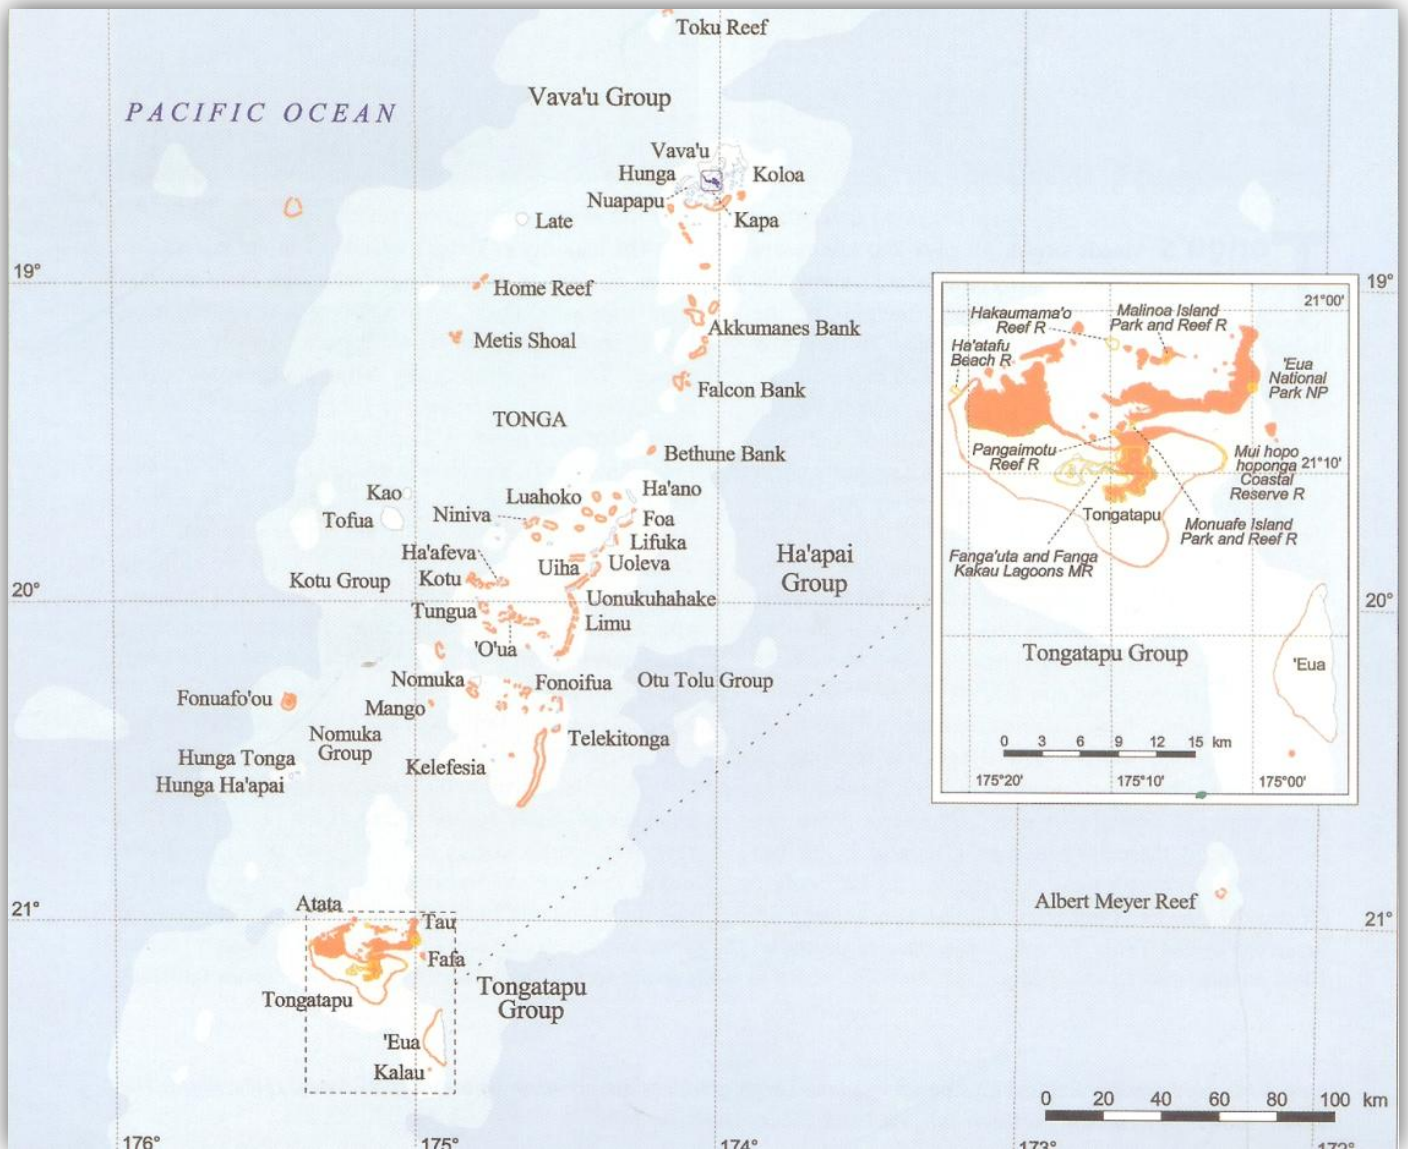 Toku Reef
PACIFIC OCEAN
Vava'u Group
Vava'u
Hunga
Koloa
Nuapapu
Late
Kapa
19°
Home Reef
Akkumanes Bank
Metis Shoal
Falcon Bank
TONGA
Bethune Bank
Kao
Luahoko
Ha'ano
Tofua
Niniva
Foa
Lifuka
Ha'afeva
Uoleva
Uiha
Kotu Group
Kotu
Ha'apai
Group
20°
Uonukuhahake
Tungua
Limu
'O'ua
Nomuka
Fonoifua
Otu Tolu Group
Fonuafo'ou
Mango
Nomuka
Group
Telekitonga
Hunga Tonga
Kelefesia
Hunga Ha'apai
21°
Atata
Tau
Fafa
Tongatapu
Tongatapu
Group
'Eua
Kalau
176°
175°
174°
173°
172°
19°
20°
21°
Albert Meyer Reef
0 20 40 60 80 100 km
21°00'
Hakaumama'o
Reef R
Malinoa Island
Park and Reef R
Ha'atafu
Beach R
'Eua
National
Park NP
Pangaimotu
Reef R
Mui hopo
hoponga
Coastal
Reserve R
21°10'
Tongatapu
Monuafe Island
Park and Reef R
Fanga'uta and Fanga
Kakau Lagoons MR
Tongatapu Group
'Eua
0 3 6 9 12 15 km
175°20'
175°10'
175°00'